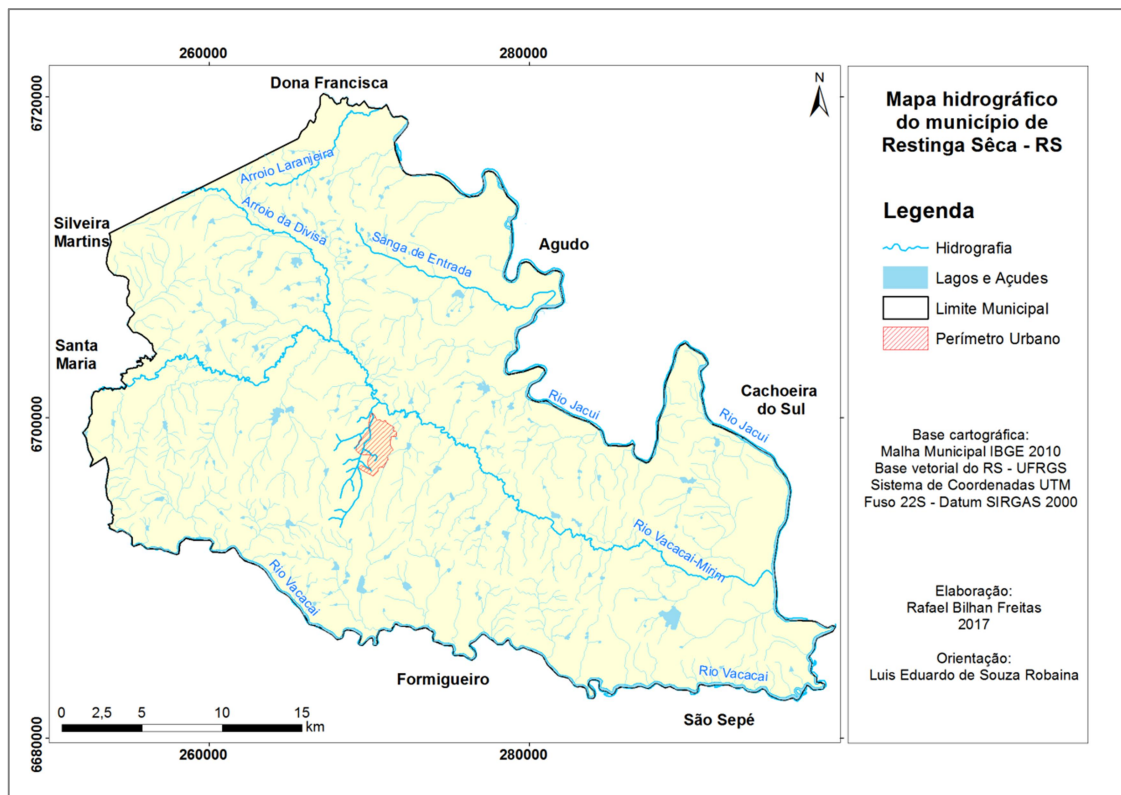 260000
280000
6720000
6700000
6680000
Dona Francisca
Arroio Laranjeira
Arroio da Divisa
Silveira
Martins
Sanga de Entrada
Agudo
Santa
Maria
Rio Jacuí
Cachoeira
do Sul
Rio Jacuí
Rio Vacacaí-Mirim
Rio Vacacaí
Formigueiro
Rio Vacacaí
São Sepé
0 2,5 5 10 15
km
260000
280000
N
Mapa hidrográfico
do município de
Restinga Sêca - RS
Legenda
Hidrografia
Lagos e Açudes
Limite Municipal
Perímetro Urbano
Base cartográfica:
Malha Municipal IBGE 2010
Base vetorial do RS - UFRGS
Sistema de Coordenadas UTM
Fuso 22S - Datum SIRGAS 2000
Elaboração:
Rafael Bilhan Freitas
2017
Orientação:
Luis Eduardo de Souza Robaina